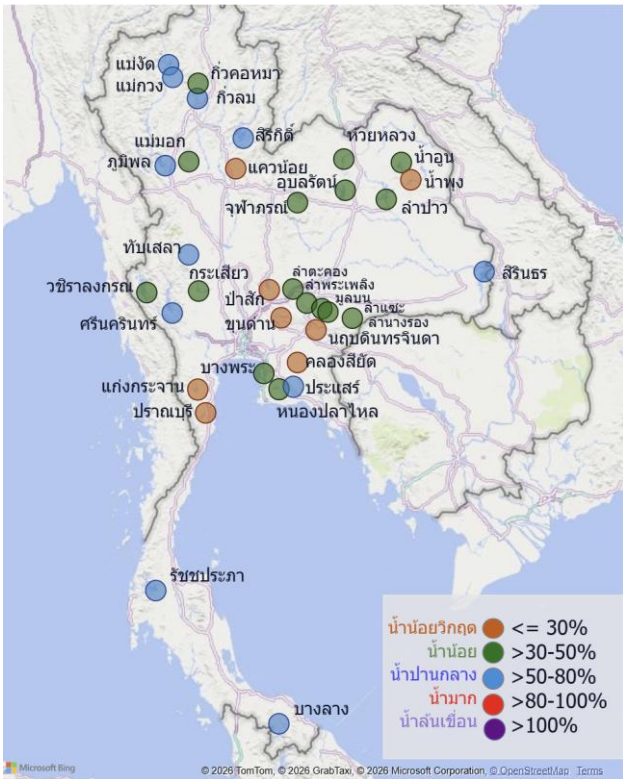 แม่งัด
แม่กวง
กิ่วคอหมา
กิ่วลม
สิริกิติ์
แม่มอก
ภูมิพล
แควน้อย
ห้วยหลวง
น้ำอูน
น้ำพุง
อุบลรัตน์
จุฬาภรณ์
ลำปาว
ทับเสลา
สิรินธร
กระเสียว
วชิราลงกรณ
ศรีนครินทร์
ป่าสัก
ลำตะคอง
ลำพระเพลิง
มูลบน
ลำแชะ
ลำนางรอง
ขุนด่าน
นฤบดินทรจินดา
คลองสียัด
บางพระ
ประแสร์
หนองปลาไหล
แก่งกระจาน
ปราณบุรี
รัชชประภา
บางลาง
น้ำน้อยวิกฤต <= 30%
น้ำน้อย >30-50%
น้ำปานกลาง >50-80%
น้ำมาก >80-100%
น้ำล้นเขื่อน >100%
Microsoft Bing
© 2026 TomTom, © 2026 GrabTaxi, © 2026 Microsoft Corporation, © OpenStreetMap Terms